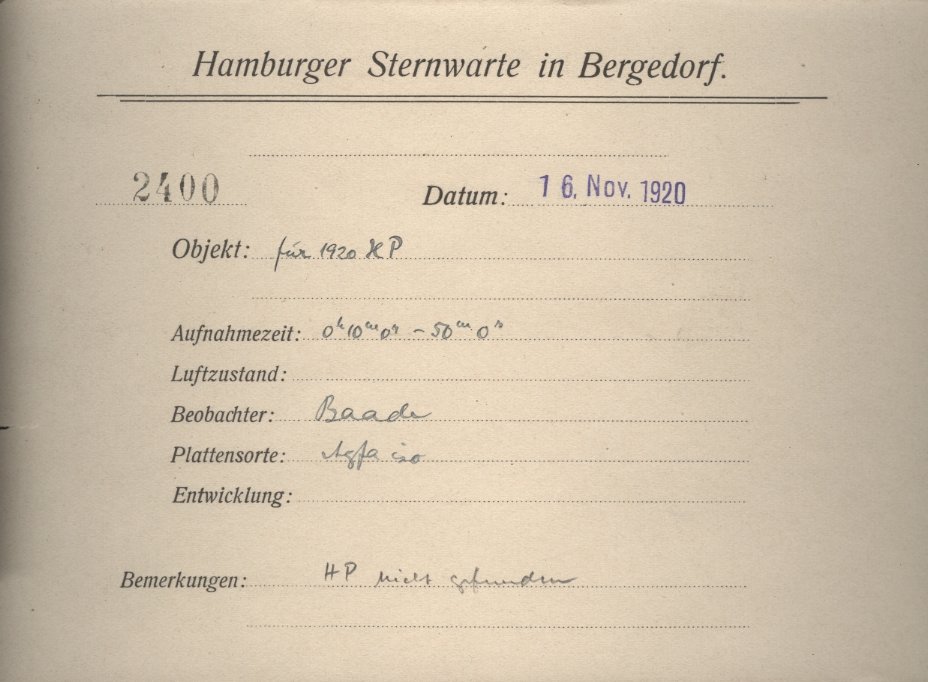 Hamburger Sternwarte in Bergedorf.
2400 Datum: 16. Nov. 1920
Objekt: für 1920 HP
Aufnahmezeit: 0ʰ10ᵐ0ˢ – 50ᵐ0ˢ
Luftzustand:
Beobachter: Baade
Plattensorte: Agfa iso
Entwicklung:
Bemerkungen: HP nicht gefunden